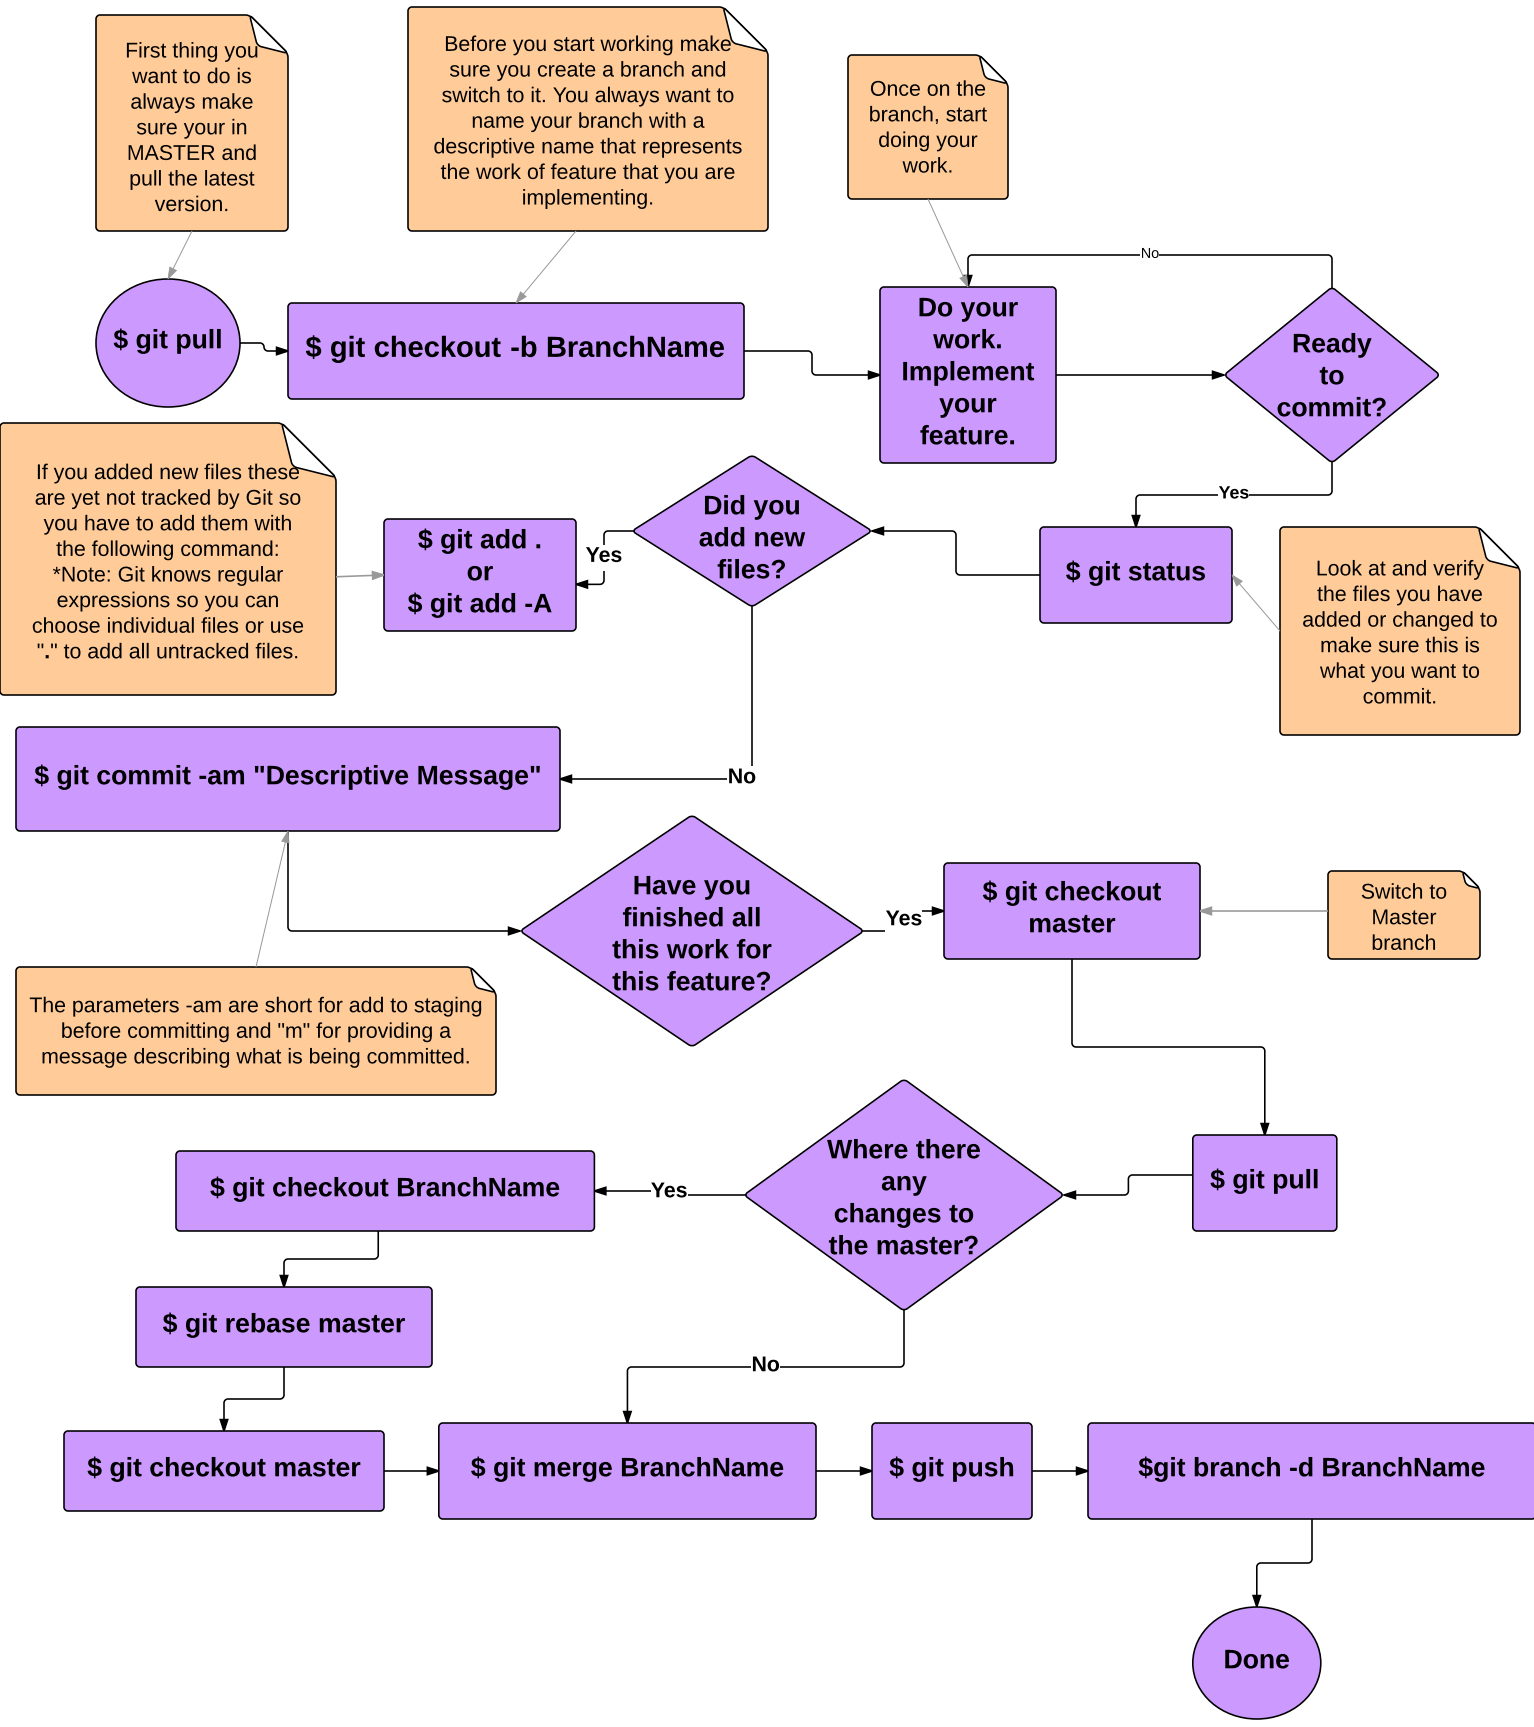 First thing you
want to do is
always make
sure your in
MASTER and
pull the latest
version.
Before you start working make
sure you create a branch and
switch to it. You always want to
name your branch with a
descriptive name that represents
the work of feature that you are
implementing.
Once on the
branch, start
doing your
work.
No
$ git pull
$ git checkout -b BranchName
Do your
work.
Implement
your
feature.
Ready
to
commit?
Yes
If you added new files these
are yet not tracked by Git so
you have to add them with
the following command:
*Note: Git knows regular
expressions so you can
choose individual files or use
"." to add all untracked files.
$ git add .
or
$ git add -A
Yes
Did you
add new
files?
$ git status
Look at and verify
the files you have
added or changed to
make sure this is
what you want to
commit.
$ git commit -am "Descriptive Message"
No
Have you
finished all
this work for
this feature?
Yes
$ git checkout
master
Switch to
Master
branch
The parameters -am are short for add to staging
before committing and "m" for providing a
message describing what is being committed.
$ git checkout BranchName
Yes
Where there
any
changes to
the master?
$ git pull
$ git rebase master
No
$ git checkout master
$ git merge BranchName
$ git push
$git branch -d BranchName
Done